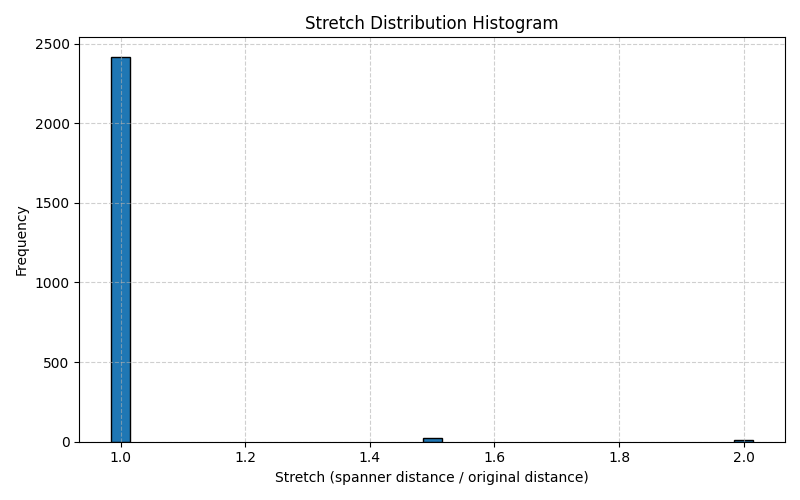 Stretch Distribution Histogram
2500
2000
1500
1000
500
0
Frequency
1.0 1.2 1.4 1.6 1.8 2.0
Stretch (spanner distance / original distance)